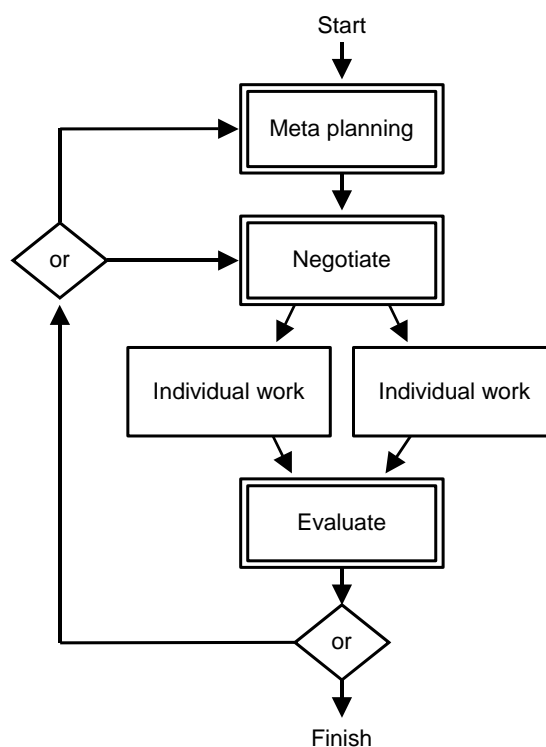 Start
Meta planning
or
Negotiate
Individual work
Individual work
Evaluate
or
Finish